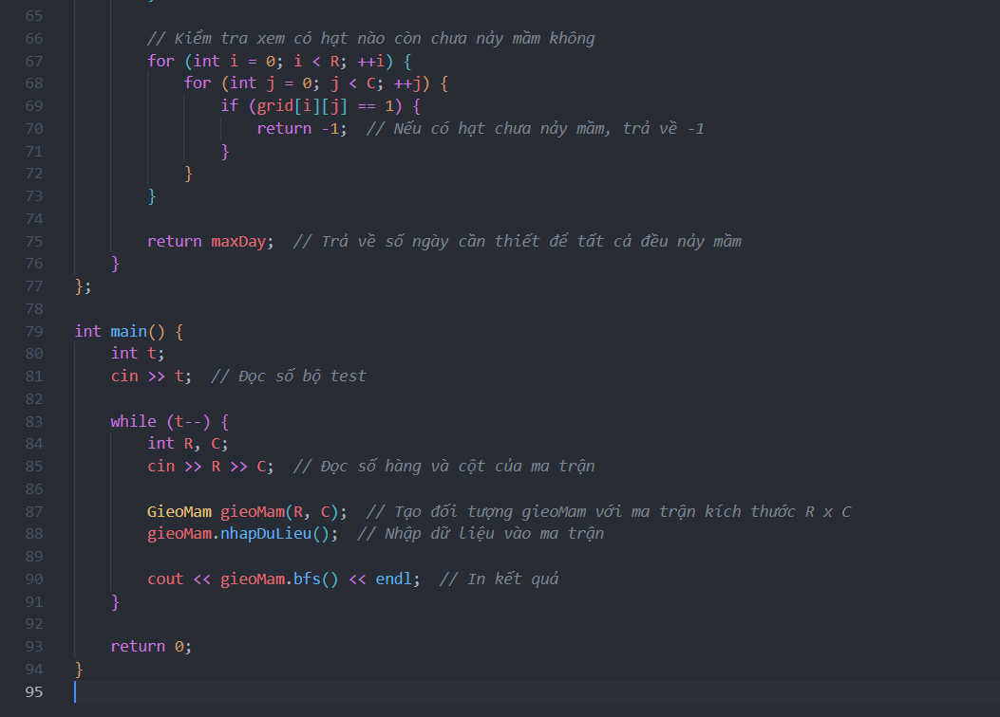 65
66 // Kiểm tra xem có hạt nào còn chưa nảy mầm không
67 for (int i = 0; i < R; ++i) {
68 for (int j = 0; j < C; ++j) {
69 if (grid[i][j] == 1) {
70 return -1; // Nếu có hạt chưa nảy mầm, trả về -1
71 }
72 }
73 }
74
75 return maxDay; // Trả về số ngày cần thiết để tất cả đều nảy mầm
76 }
77 };
78
79 int main() {
80 int t;
81 cin >> t; // Đọc số bộ test
82
83 while (t--) {
84 int R, C;
85 cin >> R >> C; // Đọc số hàng và cột của ma trận
86
87 GieoMam gieoMam(R, C); // Tạo đối tượng gieoMam với ma trận kích thước R x C
88 gieoMam.nhapDuLieu(); // Nhập dữ liệu vào ma trận
89
90 cout << gieoMam.bfs() << endl; // In kết quả
91 }
92
93 return 0;
94 }
95